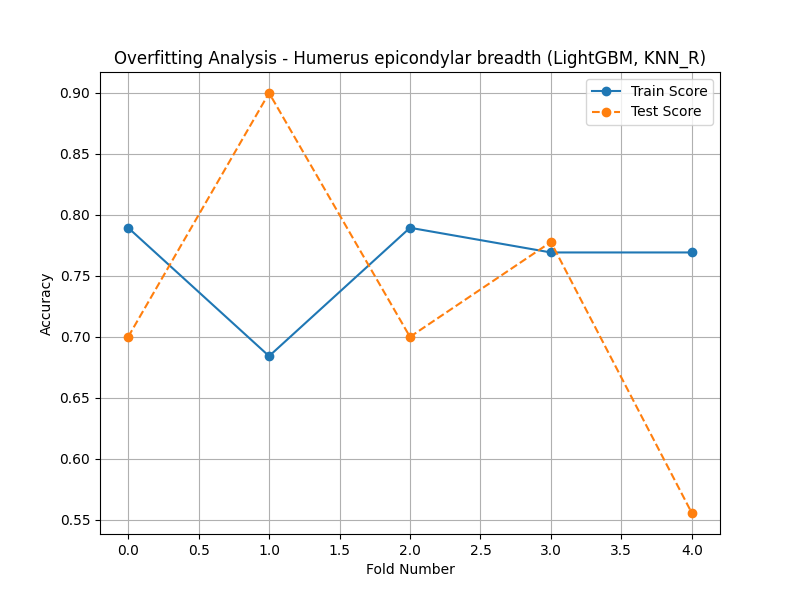 Overfitting Analysis - Humerus epicondylar breadth (LightGBM, KNN_R)
Train Score
Test Score
0.90
0.85
0.80
0.75
0.70
0.65
0.60
0.55
Accuracy
0.0 0.5 1.0 1.5 2.0 2.5 3.0 3.5 4.0
Fold Number